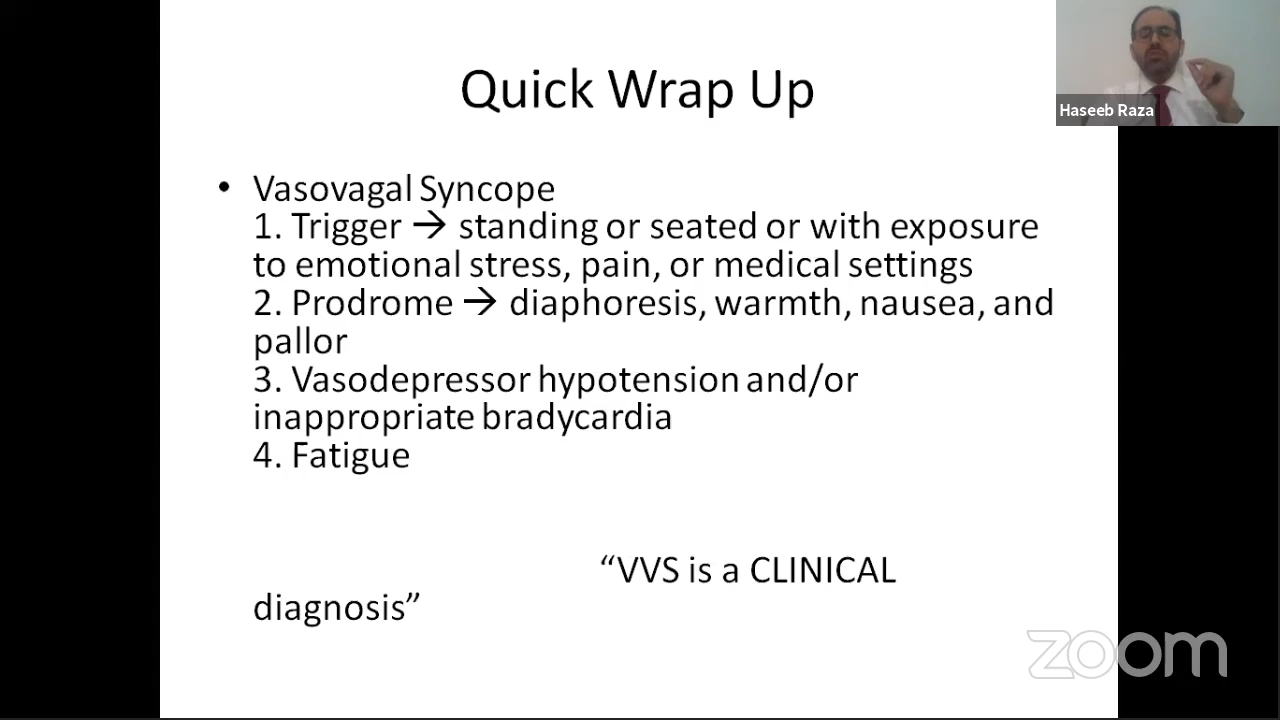 Quick Wrap Up
Haseeb Raza
• Vasovagal Syncope
1. Trigger → standing or seated or with exposure
to emotional stress, pain, or medical settings
2. Prodrome → diaphoresis, warmth, nausea, and
pallor
3. Vasodepressor hypotension and/or
inappropriate bradycardia
4. Fatigue
“VVS is a CLINICAL
diagnosis”
zoom